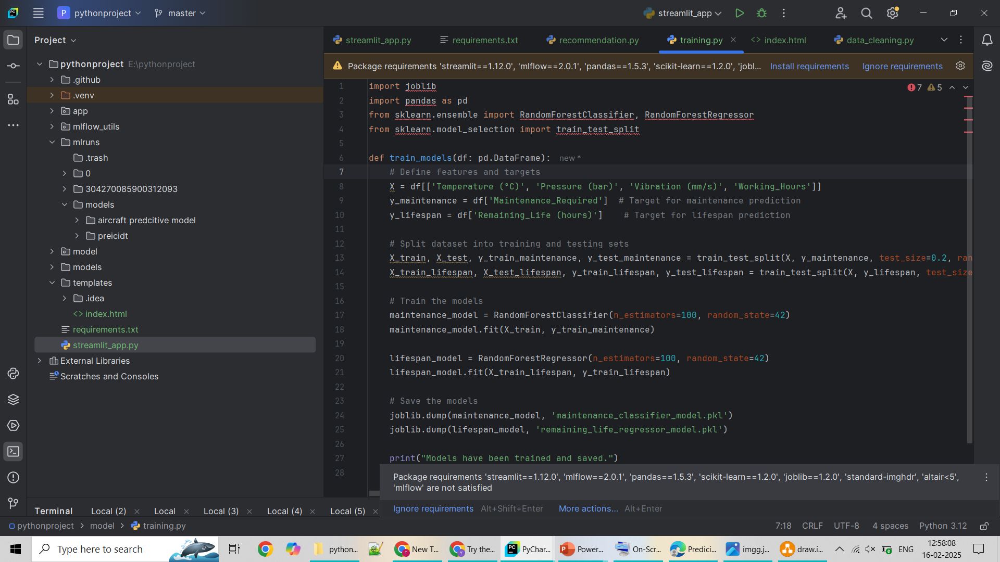 P pythonproject master streamlit_app
Project
streamlit_app.py requirements.txt recommendation.py training.py index.html data_cleaning.py
Package requirements 'streamlit==1.12.0', 'mlflow==2.0.1', 'pandas==1.5.3', 'scikit-learn==1.2.0', 'jobl... Install requirements Ignore requirements
pythonproject E:\pythonproject
.github
.venv
app
mlflow_utils
mlruns
.trash
0
304270085900312093
models
aircraft predcitive model
preicidt
model
models
templates
.idea
index.html
requirements.txt
streamlit_app.py
External Libraries
Scratches and Consoles
7 5
1 import joblib
2 import pandas as pd
3 from sklearn.ensemble import RandomForestClassifier, RandomForestRegressor
4 from sklearn.model_selection import train_test_split
5
6 def train_models(df: pd.DataFrame): new *
7 # Define features and targets
8 X = df[['Temperature (°C)', 'Pressure (bar)', 'Vibration (mm/s)', 'Working_Hours']]
9 y_maintenance = df['Maintenance_Required'] # Target for maintenance prediction
10 y_lifespan = df['Remaining_Life (hours)'] # Target for lifespan prediction
11
12 # Split dataset into training and testing sets
13 X_train, X_test, y_train_maintenance, y_test_maintenance = train_test_split(X, y_maintenance, test_size=0.2, ran
14 X_train_lifespan, X_test_lifespan, y_train_lifespan, y_test_lifespan = train_test_split(X, y_lifespan, test_size
15
16 # Train the models
17 maintenance_model = RandomForestClassifier(n_estimators=100, random_state=42)
18 maintenance_model.fit(X_train, y_train_maintenance)
19
20 lifespan_model = RandomForestRegressor(n_estimators=100, random_state=42)
21 lifespan_model.fit(X_train_lifespan, y_train_lifespan)
22
23 # Save the models
24 joblib.dump(maintenance_model, 'maintenance_classifier_model.pkl')
25 joblib.dump(lifespan_model, 'remaining_life_regressor_model.pkl')
26
27 print("Models have been trained and saved.")
28
Package requirements 'streamlit==1.12.0', 'mlflow==2.0.1', 'pandas==1.5.3', 'scikit-learn==1.2.0', 'joblib==1.2.0', 'standard-imghdr', 'altair<5',
'mlflow' are not satisfied
Ignore requirements Alt+Shift+Enter More actions... Alt+Enter
Terminal Local (2) Local Local (3) Local (4) Local (5)
pythonproject > model > training.py 7:18 CRLF UTF-8 4 spaces Python 3.12
Type here to search python... New T... Try the... PyChar... Power... On-Scr... Predici... imgg.j... draw.i... ENG
12:58:08
16-02-2025